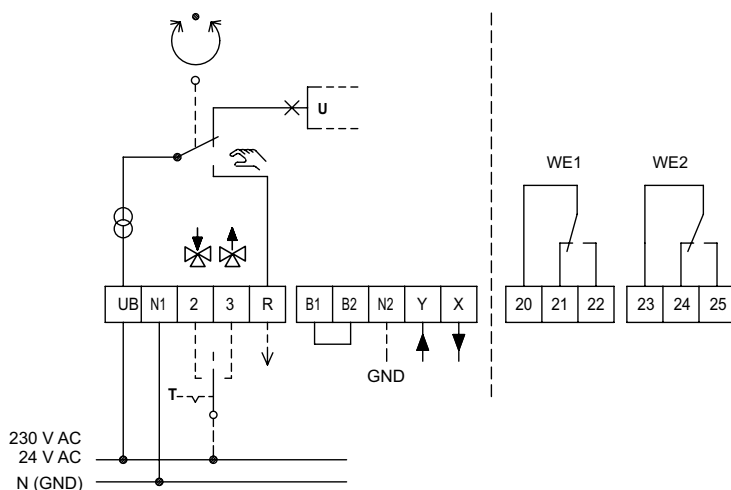 U
WE1 WE2
UB N1 2 3 R B1 B2 N2 Y X 20 21 22 23 24 25
GND
T
230 V AC
24 V AC
N (GND)